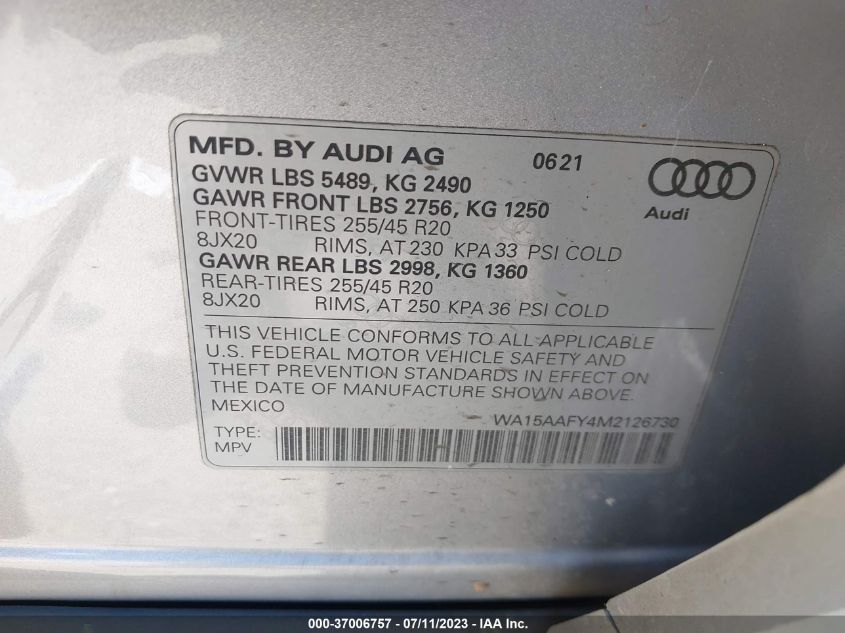 MFD. BY AUDI AG 0621
GVWR LBS 5489, KG 2490
GAWR FRONT LBS 2756, KG 1250
FRONT-TIRES 255/45 R20
8JX20 RIMS, AT 230 KPA 33 PSI COLD
GAWR REAR LBS 2998, KG 1360
REAR-TIRES 255/45 R20
8JX20 RIMS, AT 250 KPA 36 PSI COLD
Audi
THIS VEHICLE CONFORMS TO ALL APPLICABLE
U.S. FEDERAL MOTOR VEHICLE SAFETY AND
THEFT PREVENTION STANDARDS IN EFFECT ON
THE DATE OF MANUFACTURE SHOWN ABOVE.
MEXICO WA15AAFY4M2126730
TYPE:
MPV
000-37006757 - 07/11/2023 - IAA Inc.